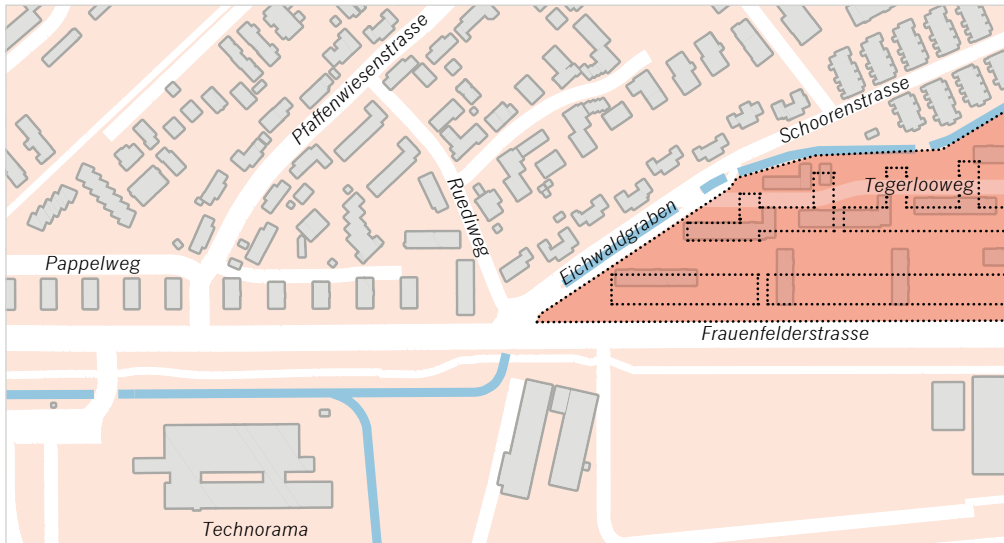 Pfaffenwiesenstrasse
Schoorenstrasse
Tegerlooweg
Ruediweg
Eichwaldgraben
Pappelweg
Frauenfelderstrasse
Technorama